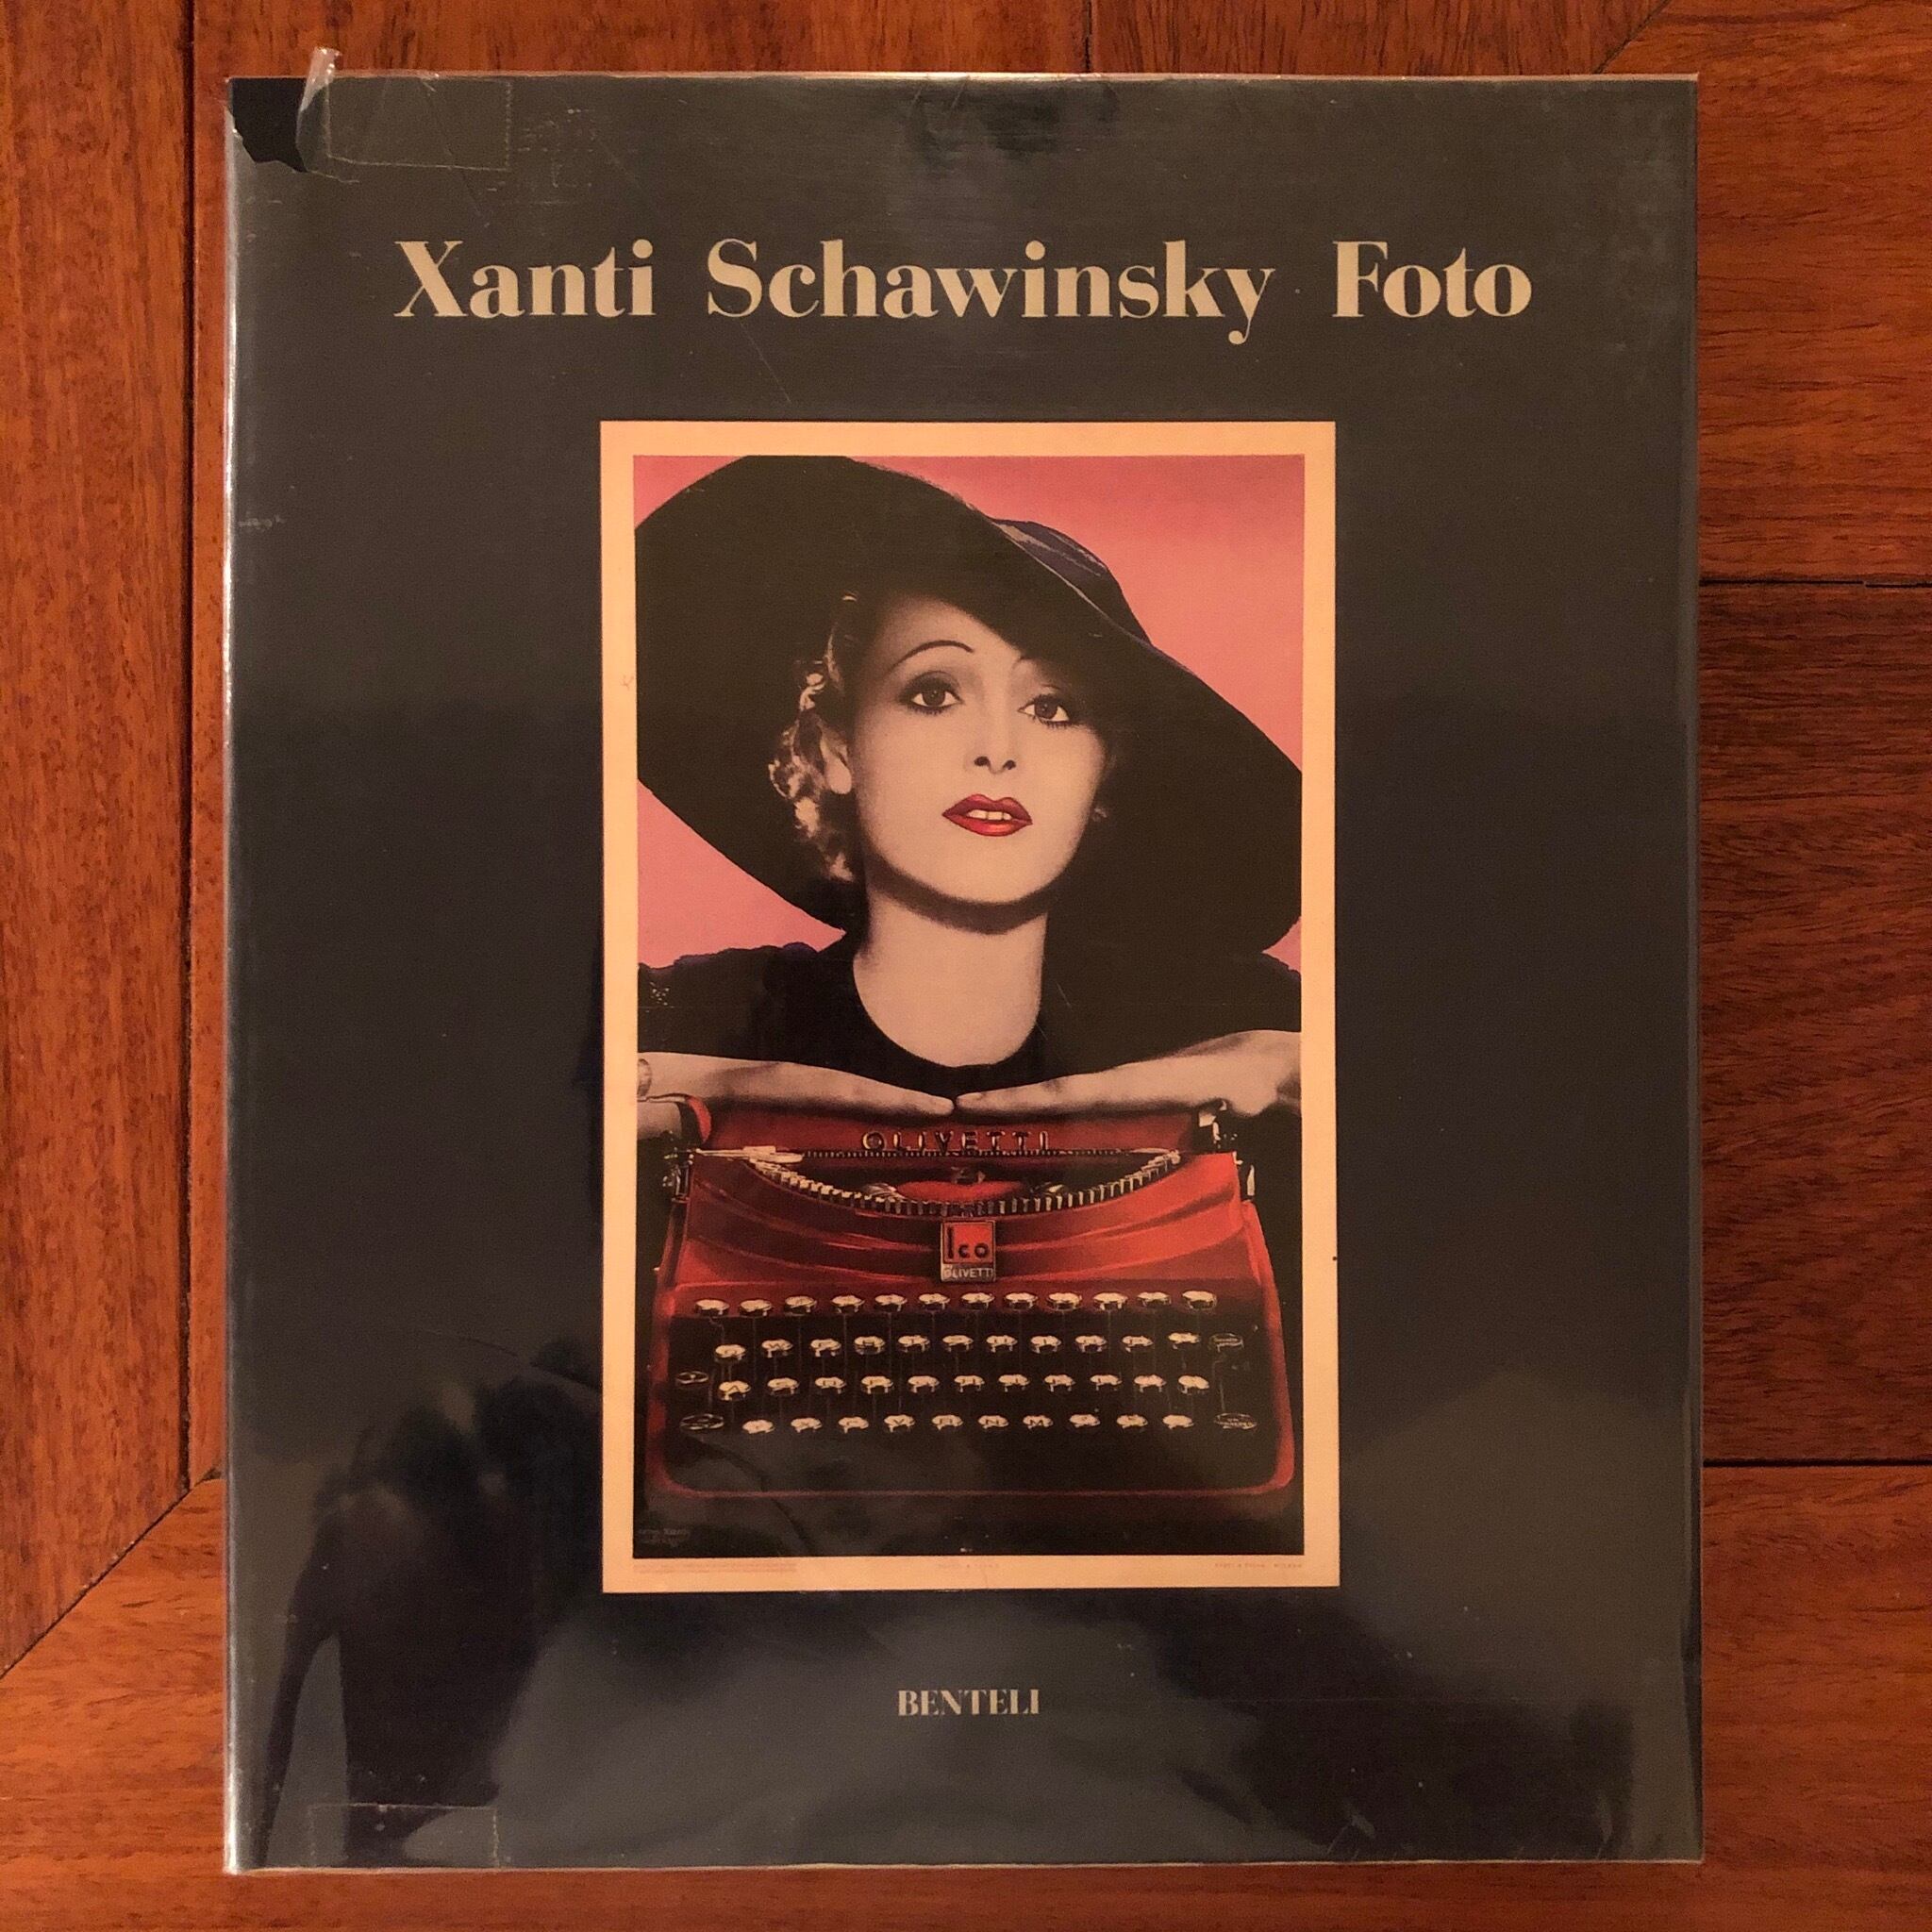 Xanti Schawinsky Foto
OLIVETTI
Ico
OLIVETTI
BENTELI